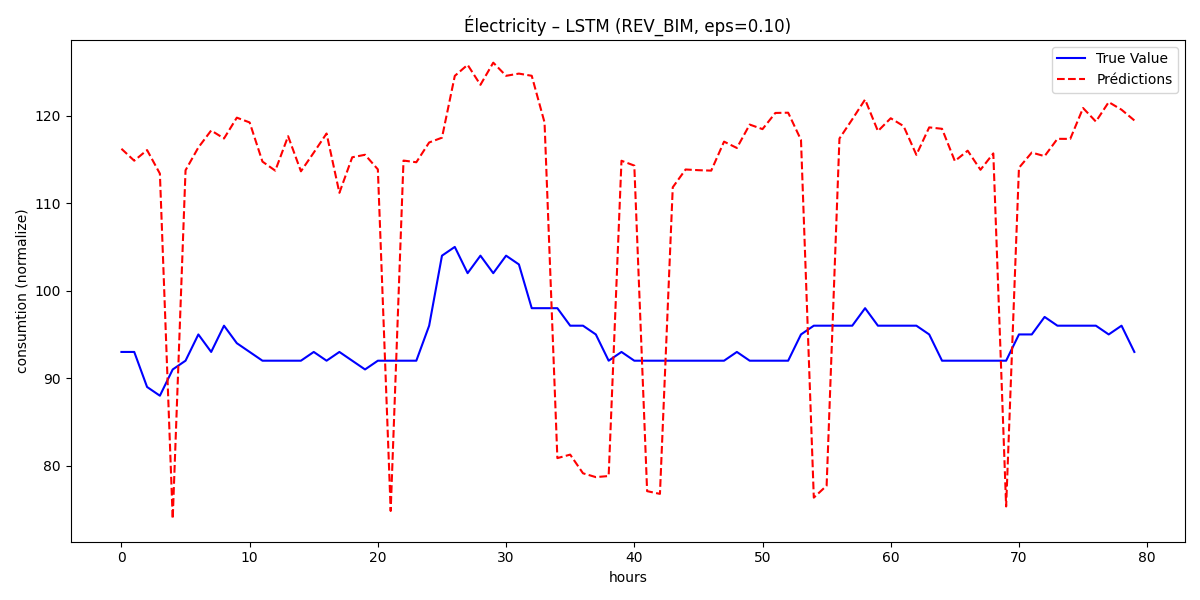 Électricity – LSTM (REV_BIM, eps=0.10)
True Value
Prédictions
consumtion (normalize)
120
110
100
90
80
0 10 20 30 40 50 60 70 80
hours